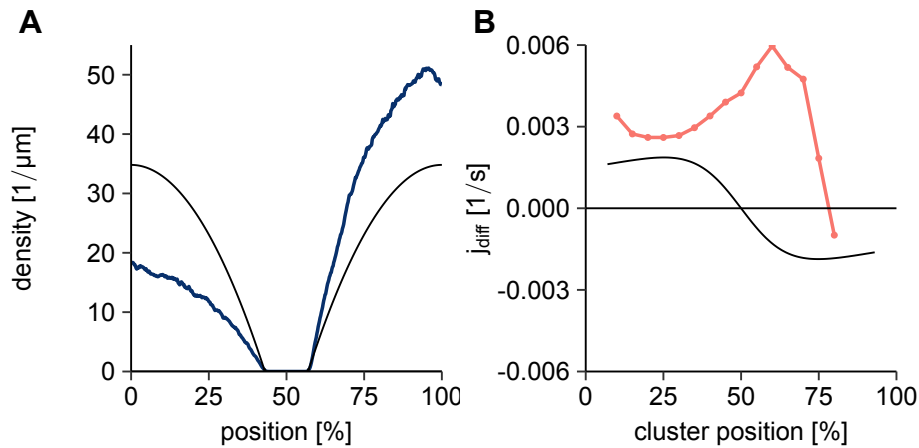 A
density [1/μm]
50
40
30
20
10
0
0 25 50 75 100
position [%]
B
j_diff [1/s]
0.006
0.003
0.000
-0.003
-0.006
0 25 50 75 100
cluster position [%]